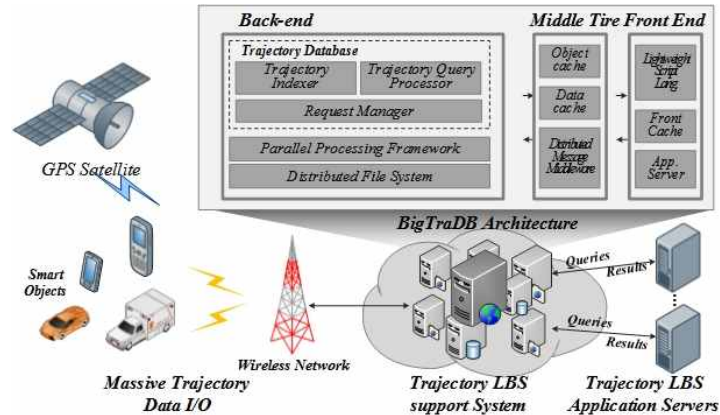 Back-end
Middle Tire Front End
Trajectory Database
Trajectory
Indexer
Trajectory Query
Processor
Request Manager
Parallel Processing Framework
Distributed File System
Object
cache
Data
cache
Distributed
Message
Middleware
Lightweight
Script
Lang
Front
Cache
App.
Server
GPS Satellite
BigTraDB Architecture
Smart
Objects
Queries
Results
Queries
Results
Wireless Network
Massive Trajectory
Data I/O
Trajectory LBS
support System
Trajectory LBS
Application Servers